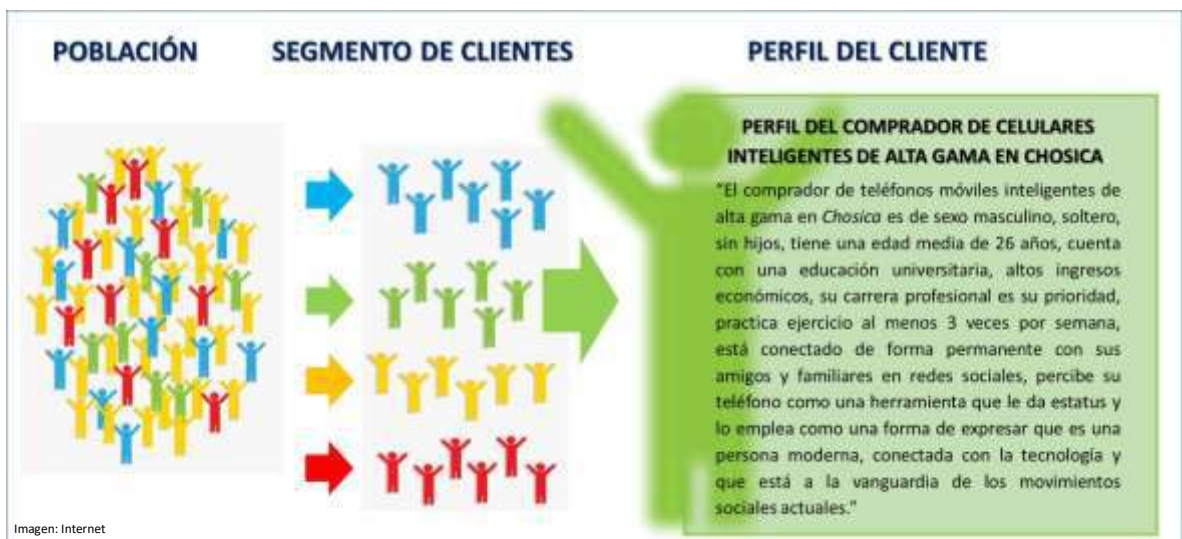 POBLACIÓN
SEGMENTO DE CLIENTES
PERFIL DEL CLIENTE
PERFIL DEL COMPRADOR DE CELULARES
INTELIGENTES DE ALTA GAMA EN CHOSICA
"El comprador de teléfonos móviles inteligentes de
alta gama en Chosica es de sexo masculino, soltero,
sin hijos, tiene una edad media de 26 años, cuenta
con una educación universitaria, altos ingresos
económicos, su carrera profesional es su prioridad,
practica ejercicio al menos 3 veces por semana,
está conectado de forma permanente con sus
amigos y familiares en redes sociales, percibe su
teléfono como una herramienta que le da estatus y
lo emplea como una forma de expresar que es una
persona moderna, conectada con la tecnología y
que está a la vanguardia de los movimientos
sociales actuales."
Imagen: Internet